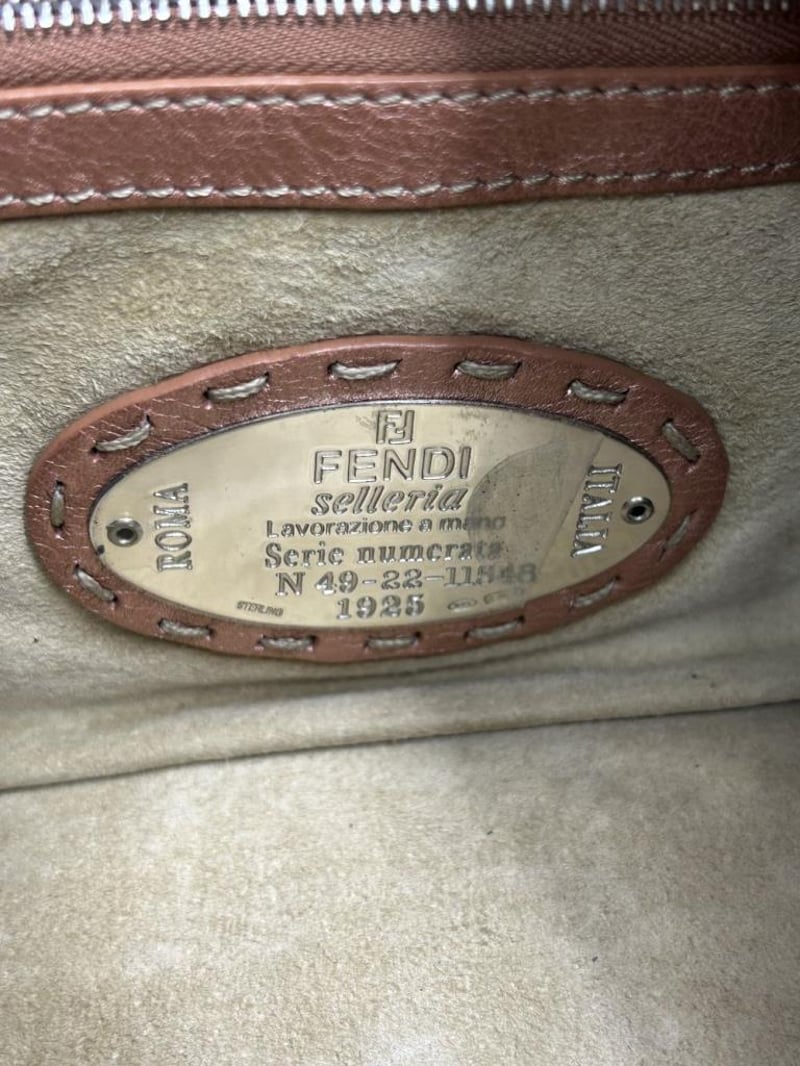 FENDI
selleria
Lavorazione a mano
Serie numerata
N 49-22-11548
STERLING
1925
ROMA
ITALIA